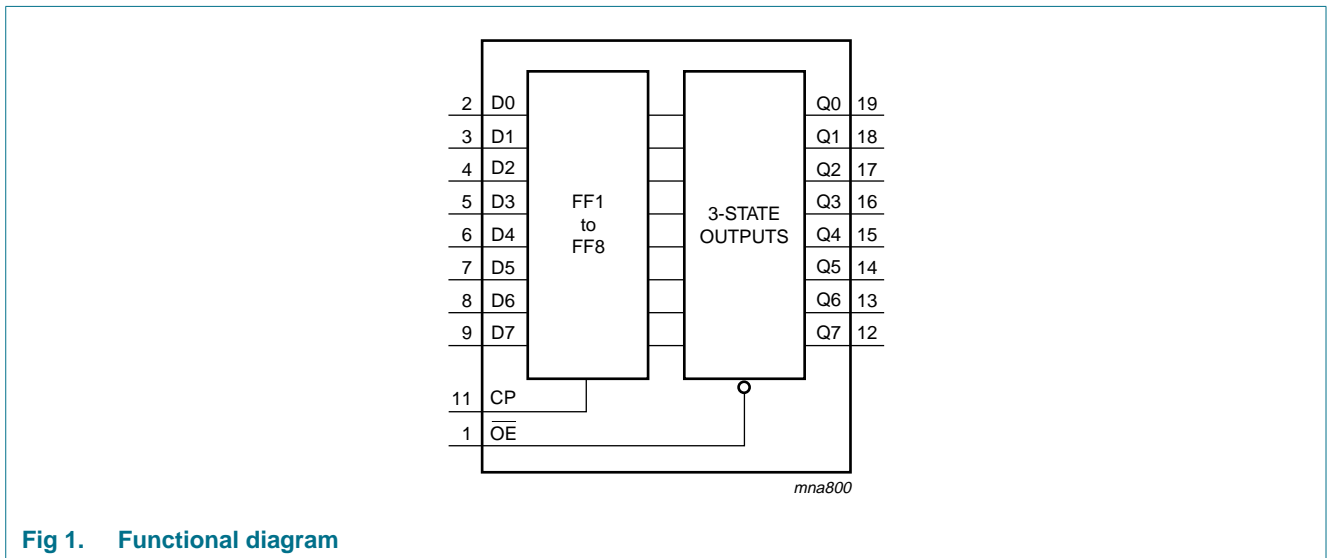 2 D0 Q0 19
3 D1 Q1 18
4 D2 Q2 17
5 D3 Q3 16
6 D4 Q4 15
7 D5 Q5 14
8 D6 Q6 13
9 D7 Q7 12
FF1
to
FF8
3-STATE
OUTPUTS
11 CP
1 O̅E̅
mna800
Fig 1. Functional diagram